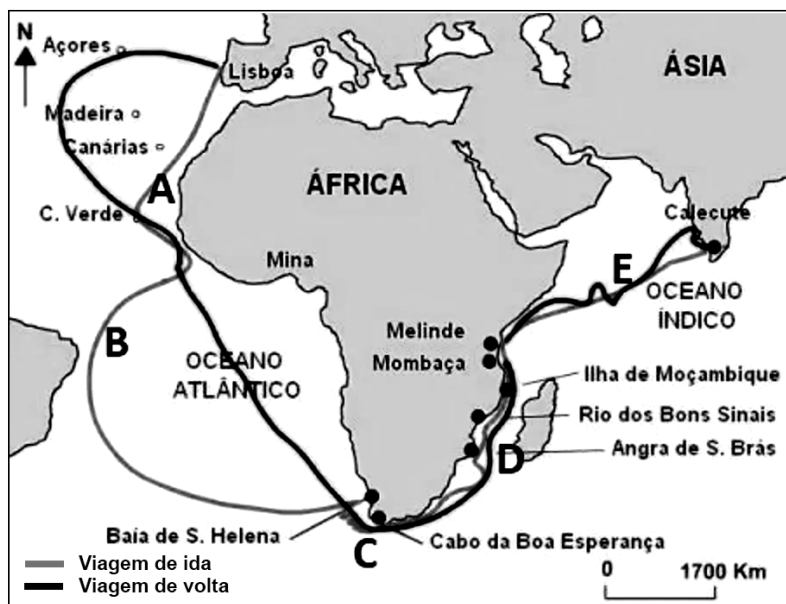 N
Açores
Lisboa
ÁSIA
Madeira
Canárias
A
ÁFRICA
C. Verde
Calecute
Mina
E
OCEANO
ÍNDICO
B
Melinde
OCEANO
ATLÂNTICO
Mombaça
Ilha de Moçambique
Rio dos Bons Sinais
D
Angra de S. Brás
Baía de S. Helena
C
Cabo da Boa Esperança
Viagem de ida
Viagem de volta
0 1700 Km